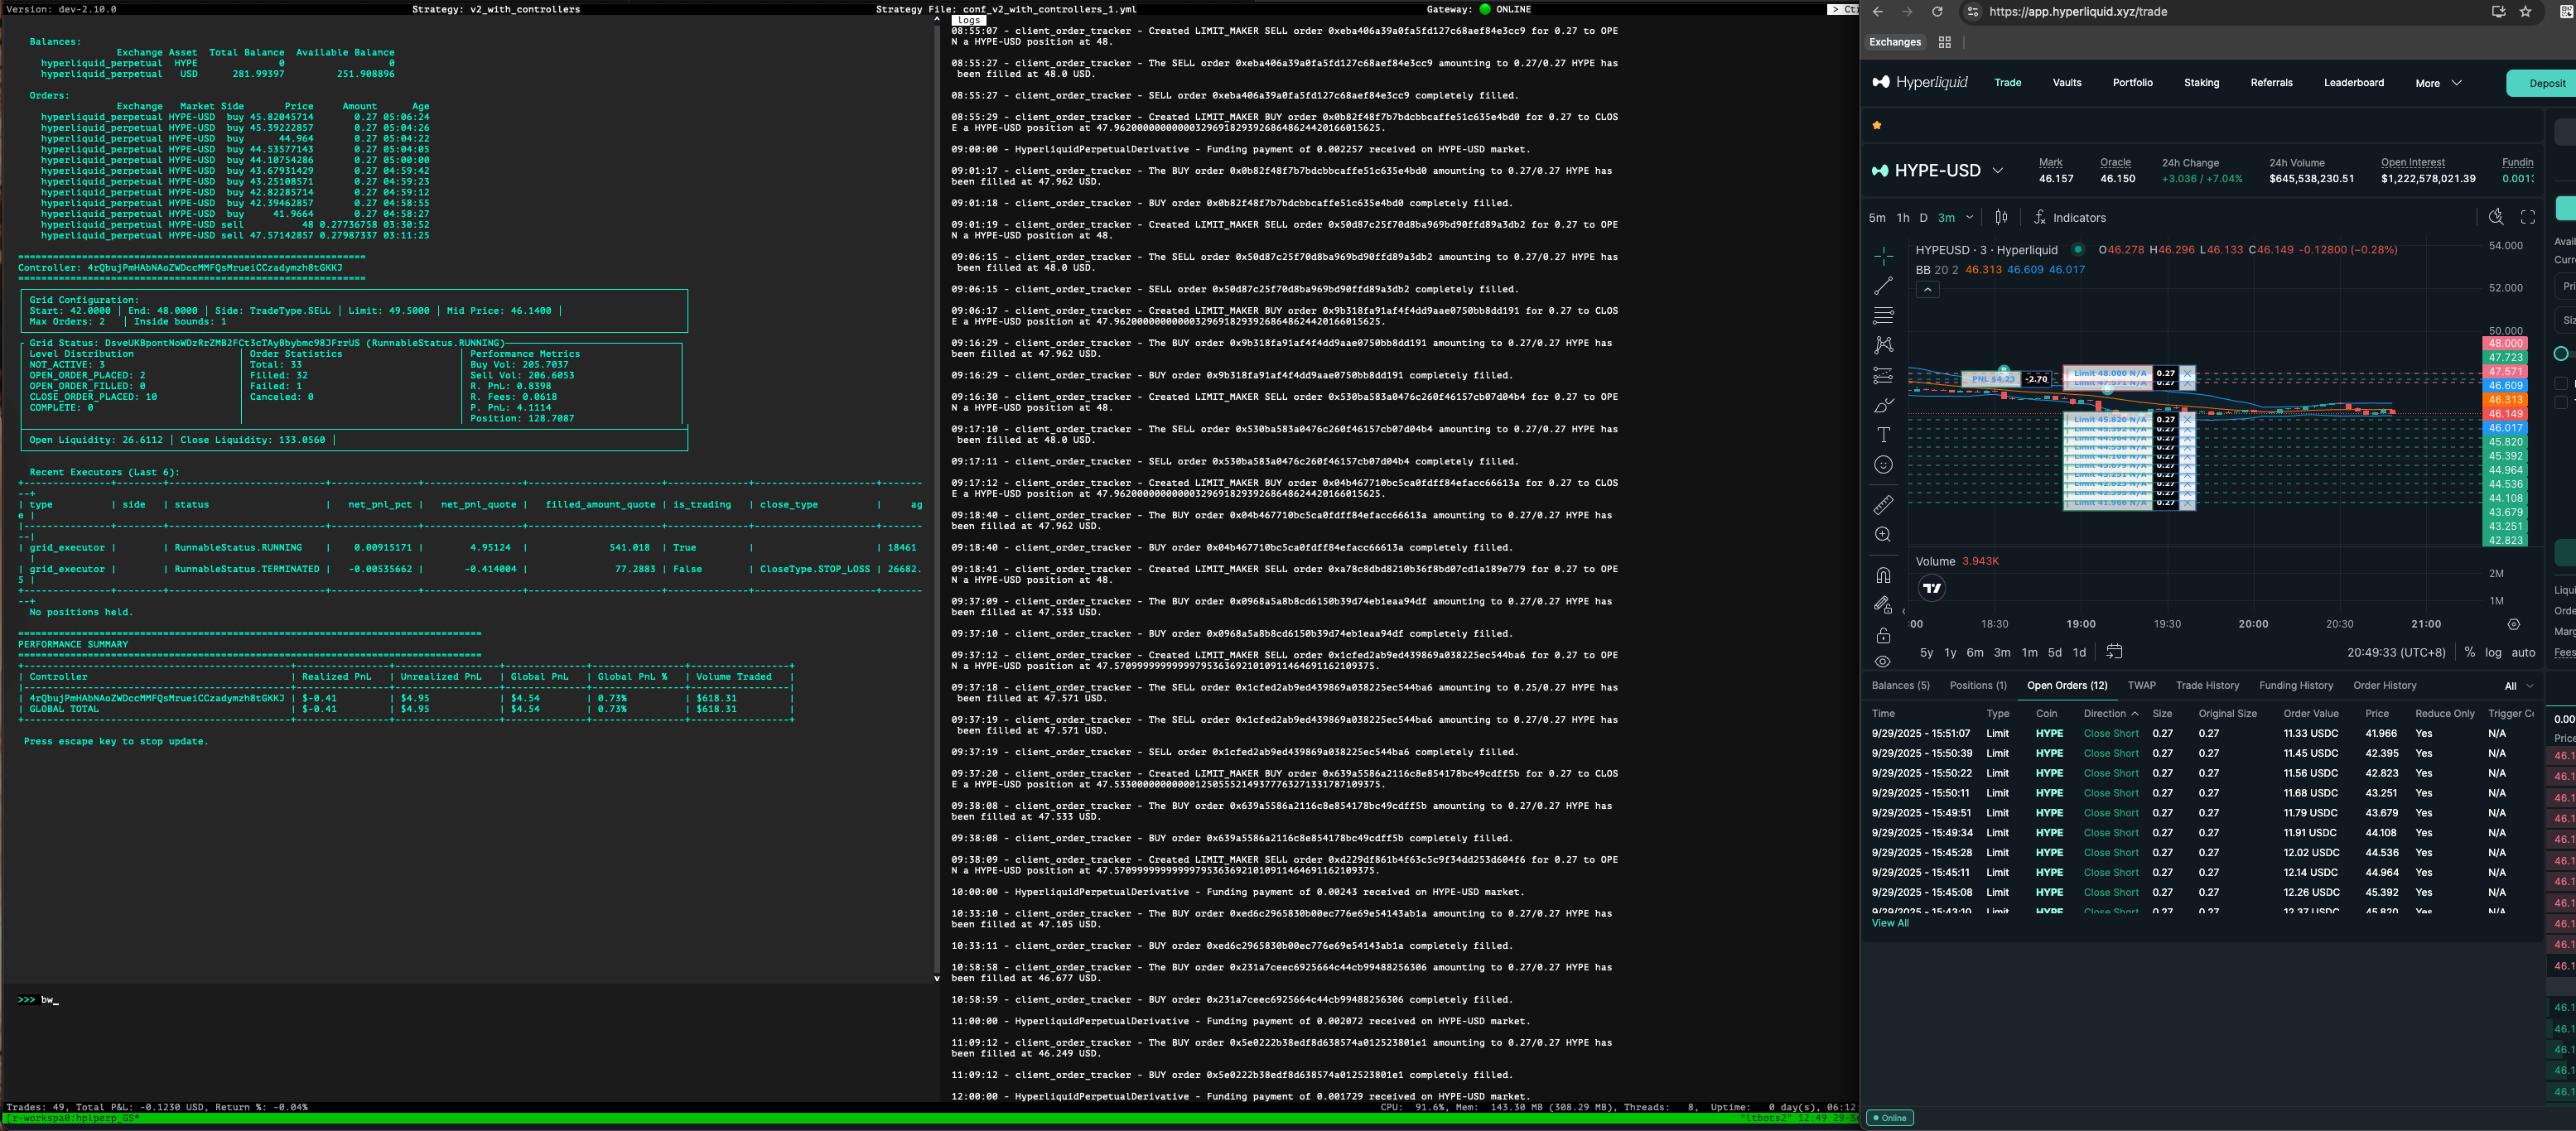 Version: dev-2.10.0 Strategy: v2_with_controllers Strategy File: conf_v2_with_controllers_1.yml Gateway: ONLINE > Ct
Balances:
Exchange Asset Total Balance Available Balance
hyperliquid_perpetual HYPE 0 0
hyperliquid_perpetual USD 281.99397 251.908896
Orders:
Exchange Market Side Price Amount Age
hyperliquid_perpetual HYPE-USD buy 45.82045714 0.27 05:06:24
hyperliquid_perpetual HYPE-USD buy 45.39222857 0.27 05:04:26
hyperliquid_perpetual HYPE-USD buy 44.964 0.27 05:04:22
hyperliquid_perpetual HYPE-USD buy 44.53577143 0.27 05:04:05
hyperliquid_perpetual HYPE-USD buy 44.10754286 0.27 05:00:00
hyperliquid_perpetual HYPE-USD buy 43.67931429 0.27 04:59:42
hyperliquid_perpetual HYPE-USD buy 43.25108571 0.27 04:59:23
hyperliquid_perpetual HYPE-USD buy 42.82285714 0.27 04:59:12
hyperliquid_perpetual HYPE-USD buy 42.39462857 0.27 04:58:55
hyperliquid_perpetual HYPE-USD buy 41.9664 0.27 04:58:27
hyperliquid_perpetual HYPE-USD sell 48 0.27736758 03:30:52
hyperliquid_perpetual HYPE-USD sell 47.57142857 0.27987337 03:11:25
Controller: 4rQbujPmHAbNAoZWDccMMFQsMrueiCCzadymzh8tGKKJ
Grid Configuration:
Start: 42.0000 | End: 48.0000 | Side: TradeType.SELL | Limit: 49.5000 | Mid Price: 46.1400 |
Max Orders: 2 | Inside bounds: 1
Grid Status: DsveUKBpontNoWDzRrZMB2FCt3cTAyBbybmc98JFrrUS (RunnableStatus.RUNNING)
Level Distribution Order Statistics Performance Metrics
NOT_ACTIVE: 3 Total: 33 Buy Vol: 205.7037
OPEN_ORDER_PLACED: 2 Filled: 32 Sell Vol: 206.6053
OPEN_ORDER_FILLED: 0 Failed: 1 R. PnL: 0.8398
CLOSE_ORDER_PLACED: 10 Canceled: 0 R. Fees: 0.0618
COMPLETE: 0 P. PnL: 4.1114
Position: 128.7087
Open Liquidity: 26.6112 | Close Liquidity: 133.0560 |
Recent Executors (Last 6):
| type | side | status | net_pnl_pct | net_pnl_quote | filled_amount_quote | is_trading | close_type | ag
e |
| grid_executor | | RunnableStatus.RUNNING | 0.00915171 | 4.95124 | 541.018 | True | | 18461
|
| grid_executor | | RunnableStatus.TERMINATED | -0.00535662 | -0.414004 | 77.2883 | False | CloseType.STOP_LOSS | 26682.
5 |
No positions held.
PERFORMANCE SUMMARY
| Controller | Realized PnL | Unrealized PnL | Global PnL | Global PnL % | Volume Traded |
| 4rQbujPmHAbNAoZWDccMMFQsMrueiCCzadymzh8tGKKJ | $-0.41 | $4.95 | $4.54 | 0.73% | $618.31 |
| GLOBAL TOTAL | $-0.41 | $4.95 | $4.54 | 0.73% | $618.31 |
Press escape key to stop update.
>>> bw_
Trades: 49, Total P&L: -0.1230 USD, Return %: -0.04%
[r-workspa0:hplperp_GS*
logs
08:55:07 - client_order_tracker - Created LIMIT_MAKER SELL order 0xeba406a39a0fa5fd127c68aef84e3cc9 for 0.27 to OPE
N a HYPE-USD position at 48.
08:55:27 - client_order_tracker - The SELL order 0xeba406a39a0fa5fd127c68aef84e3cc9 amounting to 0.27/0.27 HYPE has
been filled at 48.0 USD.
08:55:27 - client_order_tracker - SELL order 0xeba406a39a0fa5fd127c68aef84e3cc9 completely filled.
08:55:29 - client_order_tracker - Created LIMIT_MAKER BUY order 0x0b82f48f7b7bdcbbcaffe51c635e4bd0 for 0.27 to CLOS
E a HYPE-USD position at 47.96200000000003296918293926864862442016601​5625.
09:00:00 - HyperliquidPerpetualDerivative - Funding payment of 0.002257 received on HYPE-USD market.
09:01:17 - client_order_tracker - The BUY order 0x0b82f48f7b7bdcbbcaffe51c635e4bd0 amounting to 0.27/0.27 HYPE has
been filled at 47.962 USD.
09:01:18 - client_order_tracker - BUY order 0x0b82f48f7b7bdcbbcaffe51c635e4bd0 completely filled.
09:01:19 - client_order_tracker - Created LIMIT_MAKER SELL order 0x50d87c25f70d8ba969bd90ffd89a3db2 for 0.27 to OPE
N a HYPE-USD position at 48.
09:06:15 - client_order_tracker - The SELL order 0x50d87c25f70d8ba969bd90ffd89a3db2 amounting to 0.27/0.27 HYPE has
been filled at 48.0 USD.
09:06:15 - client_order_tracker - SELL order 0x50d87c25f70d8ba969bd90ffd89a3db2 completely filled.
09:06:17 - client_order_tracker - Created LIMIT_MAKER BUY order 0x9b318fa91af4f4dd9aae0750bb8dd191 for 0.27 to CLOS
E a HYPE-USD position at 47.962000000000003296918293926864862442016601​5625.
09:16:29 - client_order_tracker - The BUY order 0x9b318fa91af4f4dd9aae0750bb8dd191 amounting to 0.27/0.27 HYPE has
been filled at 47.962 USD.
09:16:29 - client_order_tracker - BUY order 0x9b318fa91af4f4dd9aae0750bb8dd191 completely filled.
09:16:30 - client_order_tracker - Created LIMIT_MAKER SELL order 0x530ba583a0476c260f46157cb07d04b4 for 0.27 to OPE
N a HYPE-USD position at 48.
09:17:10 - client_order_tracker - The SELL order 0x530ba583a0476c260f46157cb07d04b4 amounting to 0.27/0.27 HYPE has
been filled at 48.0 USD.
09:17:11 - client_order_tracker - SELL order 0x530ba583a0476c260f46157cb07d04b4 completely filled.
09:17:12 - client_order_tracker - Created LIMIT_MAKER BUY order 0x04b467710bc5ca0fdff84efacc66613a for 0.27 to CLOS
E a HYPE-USD position at 47.962000000000003296918293926864862442016601​5625.
09:18:40 - client_order_tracker - The BUY order 0x04b467710bc5ca0fdff84efacc66613a amounting to 0.27/0.27 HYPE has
been filled at 47.962 USD.
09:18:40 - client_order_tracker - BUY order 0x04b467710bc5ca0fdff84efacc66613a completely filled.
09:18:41 - client_order_tracker - Created LIMIT_MAKER SELL order 0xa78c8dbd8210b36f8bd07cd1a189e779 for 0.27 to OPE
N a HYPE-USD position at 48.
09:37:09 - client_order_tracker - The BUY order 0x0968a5a8b8cd6150b39d74eb1eaa94df amounting to 0.27/0.27 HYPE has
been filled at 47.533 USD.
09:37:10 - client_order_tracker - BUY order 0x0968a5a8b8cd6150b39d74eb1eaa94df completely filled.
09:37:12 - client_order_tracker - Created LIMIT_MAKER SELL order 0x1cfed2ab9ed439869a038225ec544ba6 for 0.27 to OPE
N a HYPE-USD position at 47.57099999999999795363692101091146469116210​9375.
09:37:18 - client_order_tracker - The SELL order 0x1cfed2ab9ed439869a038225ec544ba6 amounting to 0.25/0.27 HYPE has
been filled at 47.571 USD.
09:37:19 - client_order_tracker - The SELL order 0x1cfed2ab9ed439869a038225ec544ba6 amounting to 0.27/0.27 HYPE has
been filled at 47.571 USD.
09:37:19 - client_order_tracker - SELL order 0x1cfed2ab9ed439869a038225ec544ba6 completely filled.
09:37:20 - client_order_tracker - Created LIMIT_MAKER BUY order 0x639a5586a2116c8e854178bc49cdff5b for 0.27 to CLOS
E a HYPE-USD position at 47.5330000000000012505552149377763271331787109375.
09:38:08 - client_order_tracker - The BUY order 0x639a5586a2116c8e854178bc49cdff5b amounting to 0.27/0.27 HYPE has
been filled at 47.533 USD.
09:38:08 - client_order_tracker - BUY order 0x639a5586a2116c8e854178bc49cdff5b completely filled.
09:38:09 - client_order_tracker - Created LIMIT_MAKER SELL order 0xd229df861b4f63c5c9f34dd253d604f6 for 0.27 to OPE
N a HYPE-USD position at 47.57099999999999795363692101091146469116210​9375.
10:00:00 - HyperliquidPerpetualDerivative - Funding payment of 0.00243 received on HYPE-USD market.
10:33:10 - client_order_tracker - The BUY order 0xed6c2965830b00ec776e69e54143ab1a amounting to 0.27/0.27 HYPE has
been filled at 47.105 USD.
10:33:11 - client_order_tracker - BUY order 0xed6c2965830b00ec776e69e54143ab1a completely filled.
10:58:58 - client_order_tracker - The BUY order 0x231a7ceec6925664c44cb99488256306 amounting to 0.27/0.27 HYPE has
been filled at 46.677 USD.
10:58:59 - client_order_tracker - BUY order 0x231a7ceec6925664c44cb99488256306 completely filled.
11:00:00 - HyperliquidPerpetualDerivative - Funding payment of 0.002072 received on HYPE-USD market.
11:09:12 - client_order_tracker - The BUY order 0x5e0222b38edf8d638574a012523801e1 amounting to 0.27/0.27 HYPE has
been filled at 46.249 USD.
11:09:12 - client_order_tracker - BUY order 0x5e0222b38edf8d638574a012523801e1 completely filled.
12:00:00 - HyperliquidPerpetualDerivative - Funding payment of 0.001729 received on HYPE-USD market.
CPU: 91.6%, Mem: 143.30 MB (308.29 MB), Threads: 8, Uptime: 0 day(s), 06:12:
"ltbots2" 12:49 29-S
https://app.hyperliquid.xyz/trade
Exchanges
Hyperliquid Trade Vaults Portfolio Staking Referrals Leaderboard More Deposit
HYPE-USD
Mark Oracle 24h Change 24h Volume Open Interest Fundin
46.157 46.150 +3.036 / +7.04% $645,538,230.51 $1,222,578,021.39 0.001
5m 1h D 3m Indicators
HYPEUSD · 3 · Hyperliquid O46.278 H46.296 L46.133 C46.149 -0.12800 (-0.28%)
BB 20 2 46.313 46.609 46.017
54.000
52.000
50.000
48.000
47.723
47.571
46.609
46.313
46.149
46.017
45.820
45.392
44.964
44.536
44.108
43.679
43.251
42.823
PNL $4.23 -2.70
Limit 48.000 N/A 0.27
Limit 45.820 N/A 0.27
Volume 3.943K
2M
1M
:00 18:30 19:00 19:30 20:00 20:30 21:00
5y 1y 6m 3m 1m 5d 1d 20:49:33 (UTC+8) % log auto
Balances (5) Positions (1) Open Orders (12) TWAP Trade History Funding History Order History All
Time Type Coin Direction Size Original Size Order Value Price Reduce Only Trigger Co
9/29/2025 - 15:51:07 Limit HYPE Close Short 0.27 0.27 11.33 USDC 41.966 Yes N/A
9/29/2025 - 15:50:39 Limit HYPE Close Short 0.27 0.27 11.45 USDC 42.395 Yes N/A
9/29/2025 - 15:50:22 Limit HYPE Close Short 0.27 0.27 11.56 USDC 42.823 Yes N/A
9/29/2025 - 15:50:11 Limit HYPE Close Short 0.27 0.27 11.68 USDC 43.251 Yes N/A
9/29/2025 - 15:49:51 Limit HYPE Close Short 0.27 0.27 11.79 USDC 43.679 Yes N/A
9/29/2025 - 15:49:34 Limit HYPE Close Short 0.27 0.27 11.91 USDC 44.108 Yes N/A
9/29/2025 - 15:45:28 Limit HYPE Close Short 0.27 0.27 12.02 USDC 44.536 Yes N/A
9/29/2025 - 15:45:11 Limit HYPE Close Short 0.27 0.27 12.14 USDC 44.964 Yes N/A
9/29/2025 - 15:45:08 Limit HYPE Close Short 0.27 0.27 12.26 USDC 45.392 Yes N/A
9/29/2025 - 15:43:10 Limit HYPE Close Short 0.27 0.27 12.37 USDC 45.820 Yes N/A
View All
Online